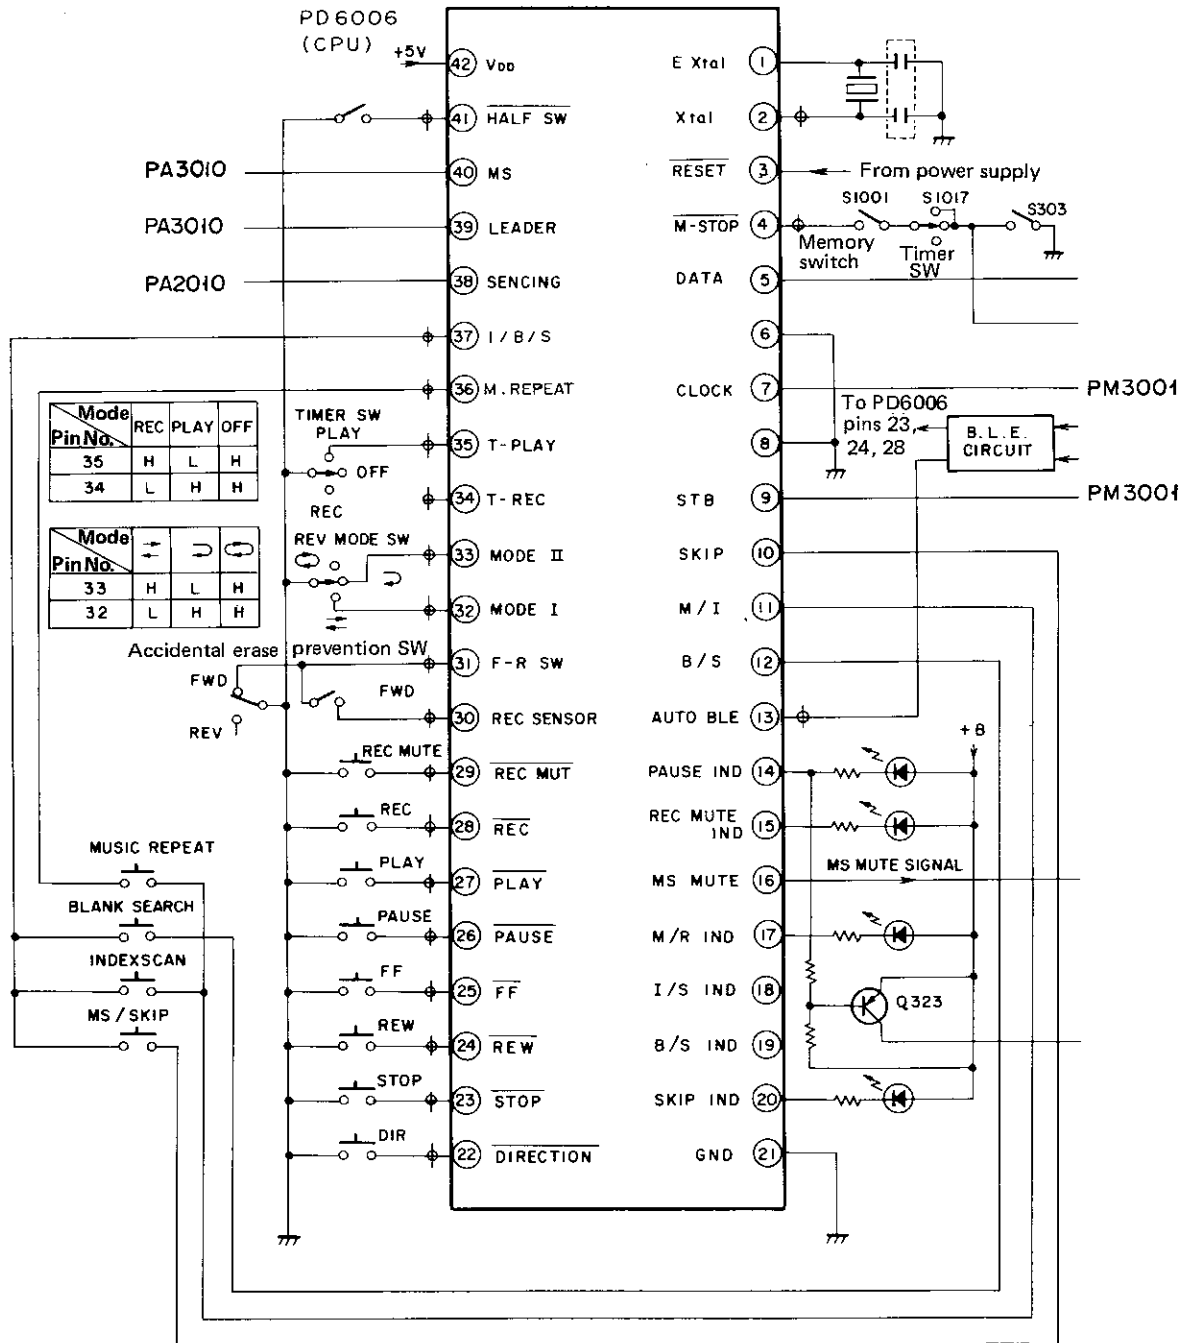 PD6006
(CPU)
+5V
42 VDD
41 HALF SW
PA3010
40 MS
PA3010
39 LEADER
PA2010
38 SENCING
37 I/B/S
36 M.REPEAT
Mode REC PLAY OFF
Pin No.
35 H L H
34 L H H
TIMER SW
PLAY
OFF
REC
35 T-PLAY
34 T-REC
Mode
Pin No.
33 H L H
32 L H H
REV MODE SW
33 MODE II
32 MODE I
Accidental erase prevention SW
FWD
REV
FWD
31 F-R SW
30 REC SENSOR
REC MUTE
29 REC MUT
REC
28 REC
PLAY
27 PLAY
PAUSE
26 PAUSE
FF
25 FF
REW
24 REW
STOP
23 STOP
DIR
22 DIRECTION
MUSIC REPEAT
BLANK SEARCH
INDEXSCAN
MS/SKIP
E Xtal 1
Xtal 2
RESET 3
From power supply
M-STOP 4
S1001 S1017 S303
Memory switch
Timer SW
DATA 5
6
CLOCK 7
PM3001
To PD6006
pins 23,
24, 28
B.L.E.
CIRCUIT
8
STB 9
PM3001
SKIP 10
M/I 11
B/S 12
AUTO BLE 13
+B
PAUSE IND 14
REC MUTE
IND 15
MS MUTE 16
MS MUTE SIGNAL
M/R IND 17
I/S IND 18
Q323
B/S IND 19
SKIP IND 20
GND 21